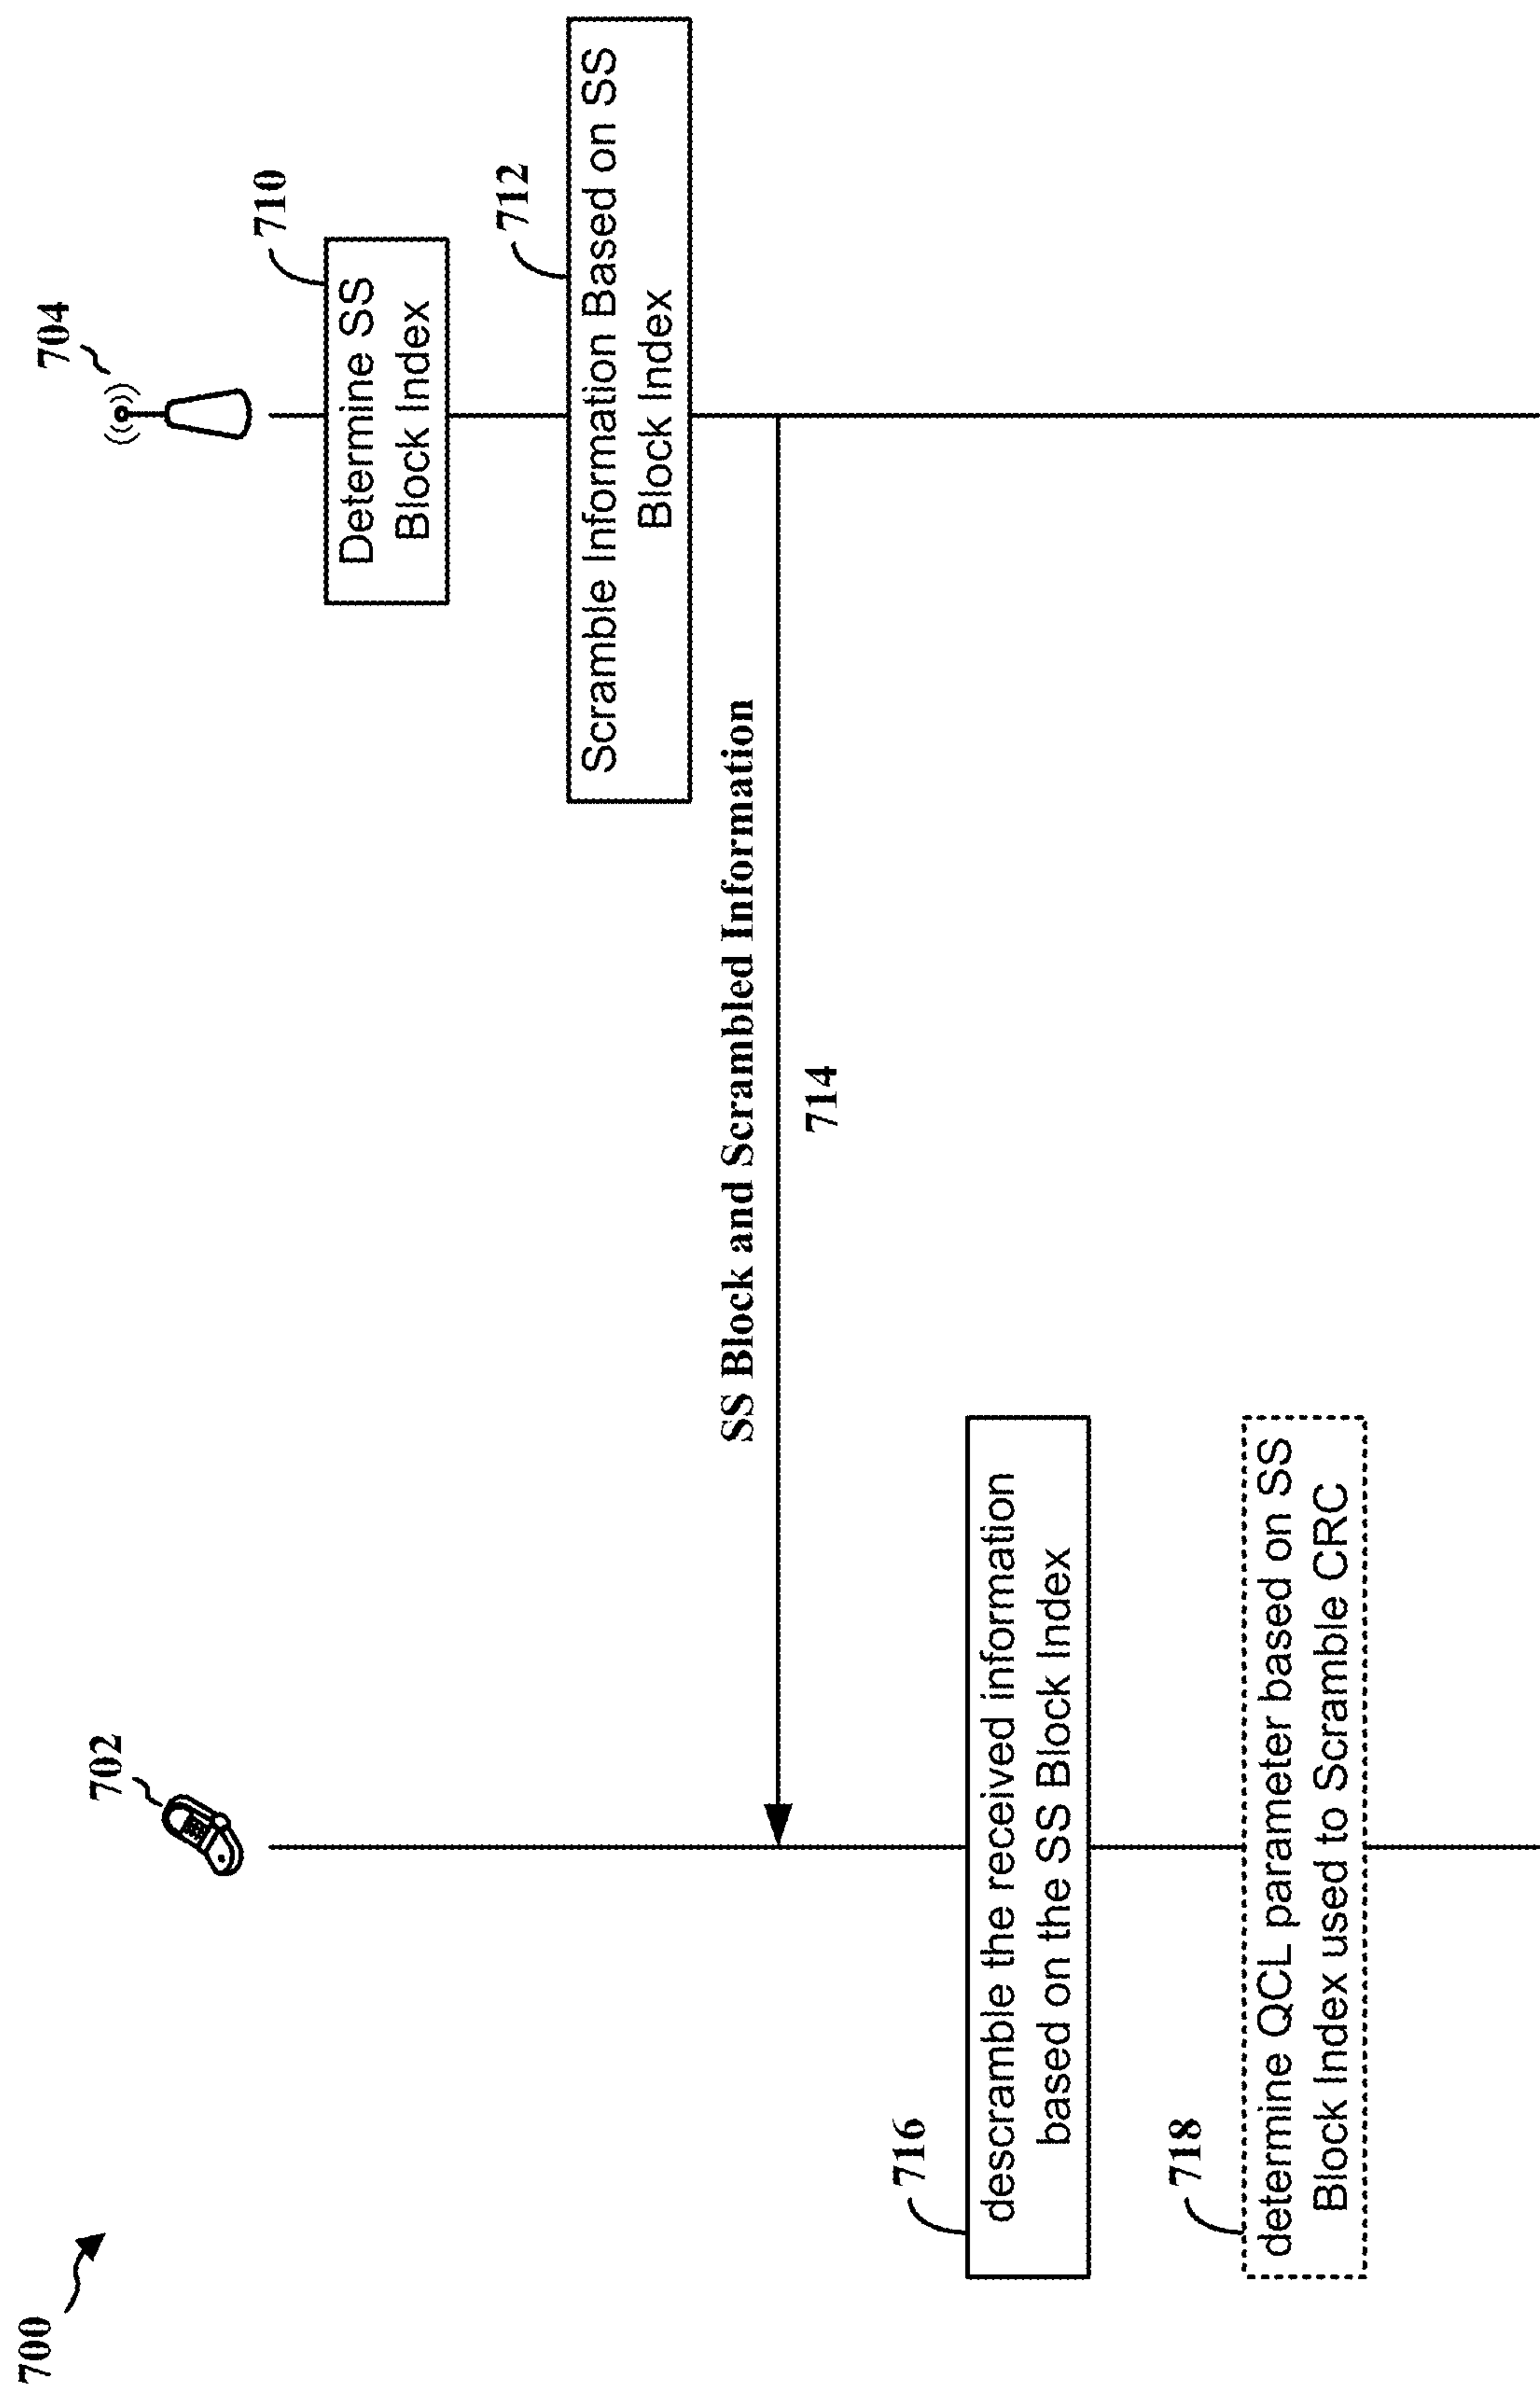 700
702
704
Determine SS
Block Index
710
Scramble Information Based on SS
Block Index
712
SS Block and Scrambled Information
714
716
descramble the received information
based on the SS Block Index
718
determine QCL parameter based on SS
Block Index used to Scramble CRC